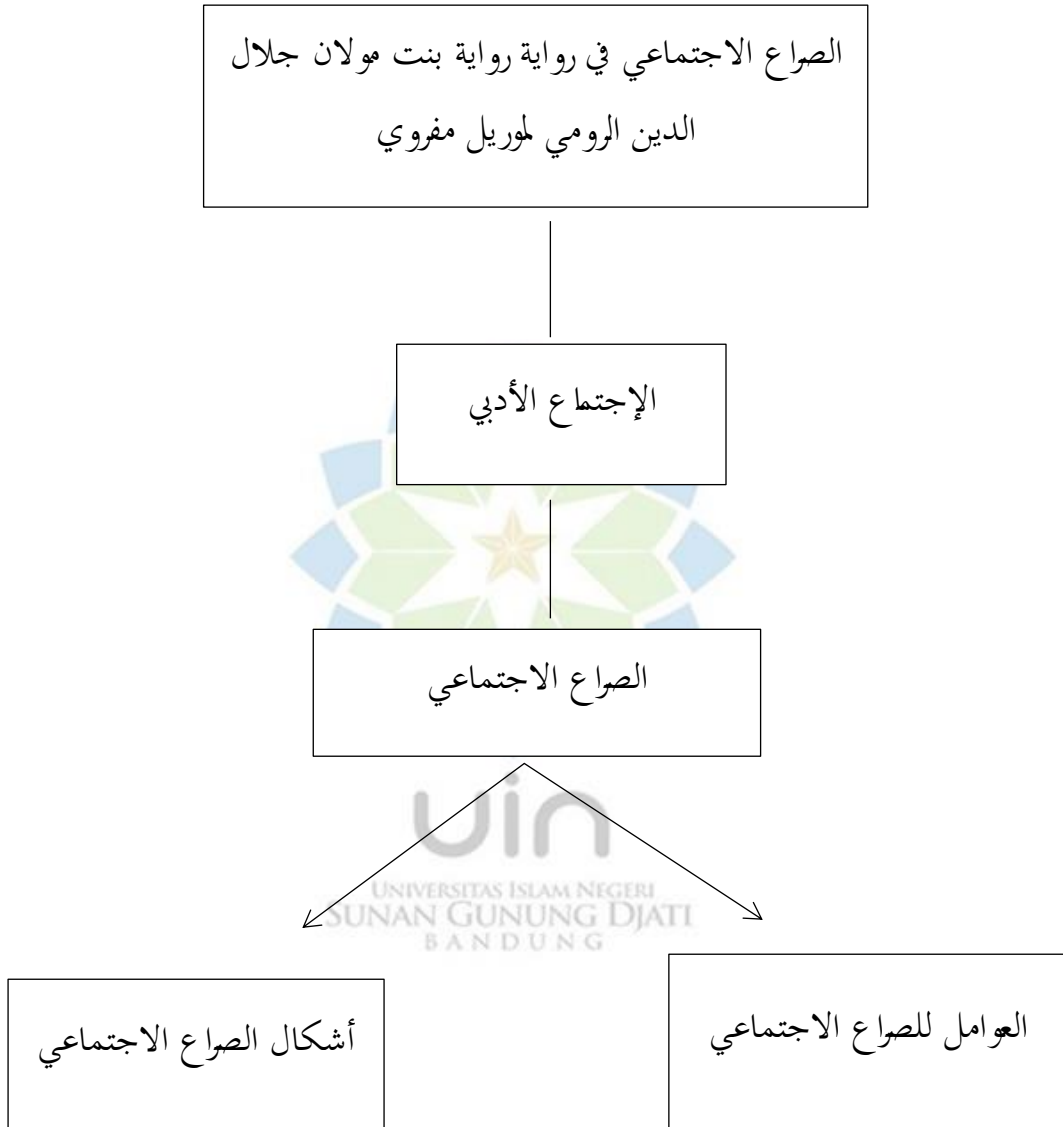 الصراع الاجتماعي في رواية رواية بنت مولان جلال
الدين الرومي لموريل مفروي
الإجتماع الأدبي
الصراع الاجتماعي
uin
UNIVERSITAS ISLAM NEGERI
SUNAN GUNUNG DJATI
BANDUNG
العوامل للصراع الاجتماعي
أشكال الصراع الاجتماعي